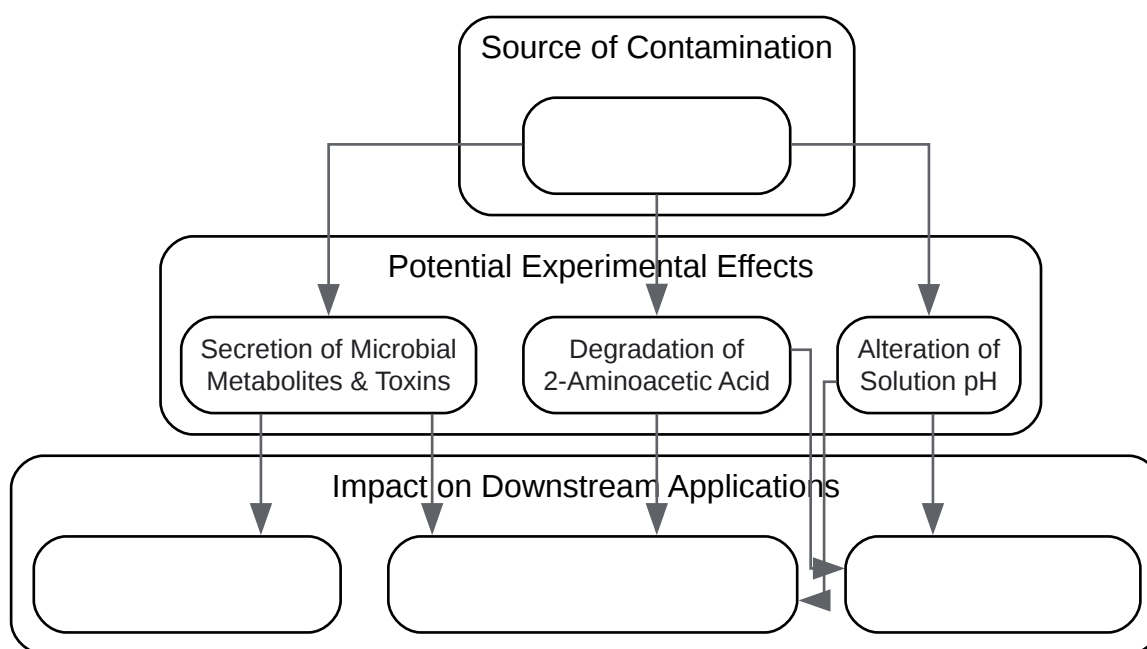 Source of Contamination
Potential Experimental Effects
Secretion of Microbial
Metabolites & Toxins
Degradation of
2-Aminoacetic Acid
Alteration of
Solution pH
Impact on Downstream Applications